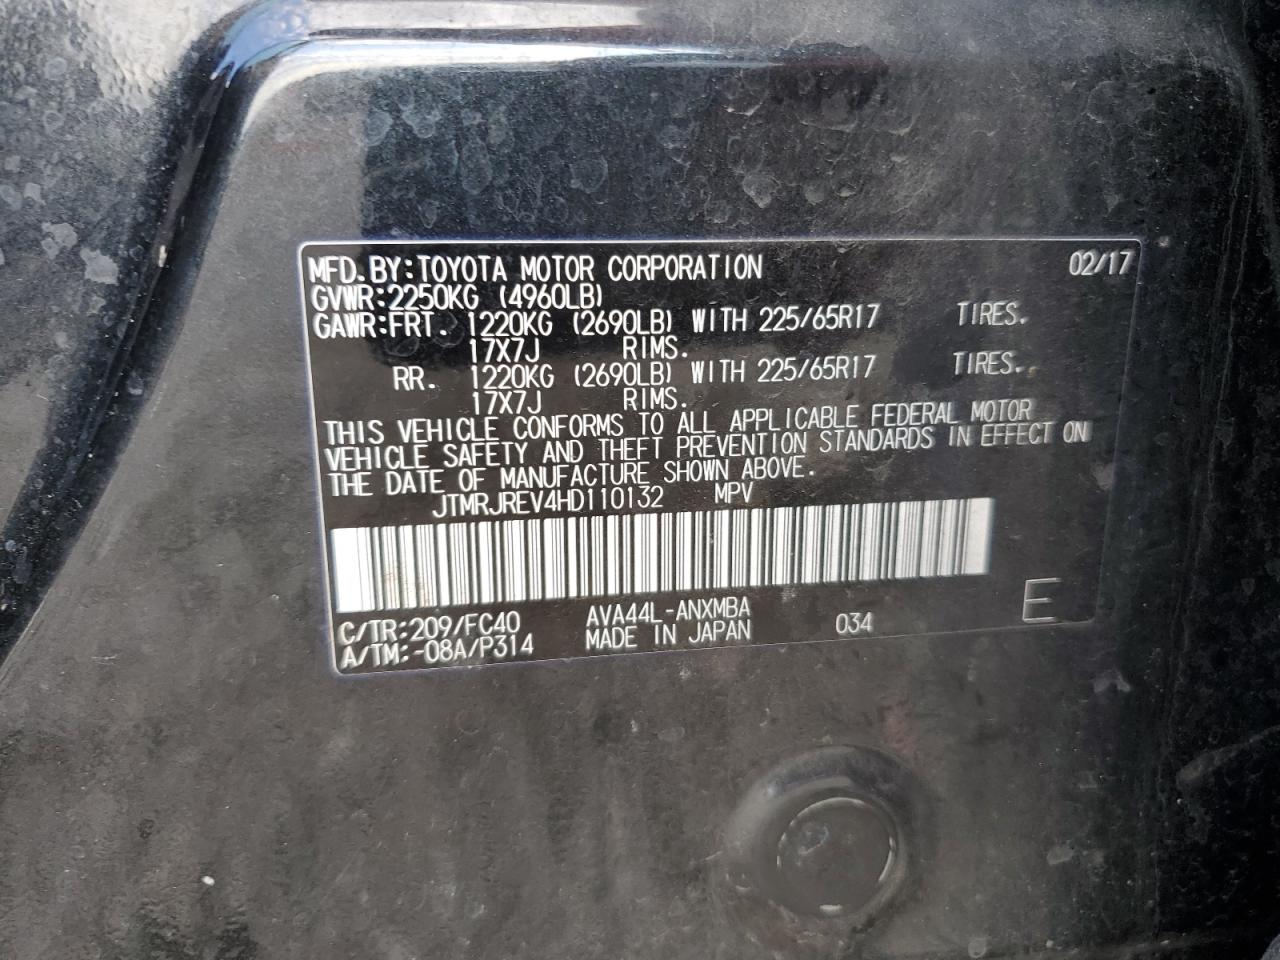 MFD.BY:TOYOTA MOTOR CORPORATION 02/17
GVWR:2250KG (4960LB)
GAWR:FRT. 1220KG (2690LB) WITH 225/65R17 TIRES.
17X7J RIMS.
RR. 1220KG (2690LB) WITH 225/65R17 TIRES.
17X7J RIMS.
THIS VEHICLE CONFORMS TO ALL APPLICABLE FEDERAL MOTOR
VEHICLE SAFETY AND THEFT PREVENTION STANDARDS IN EFFECT ON
THE DATE OF MANUFACTURE SHOWN ABOVE.
JTMRJREV4HD110132 MPV
C/TR:209/FC40 AVA44L-ANXMBA 034 E
A/TM:-08A/P314 MADE IN JAPAN